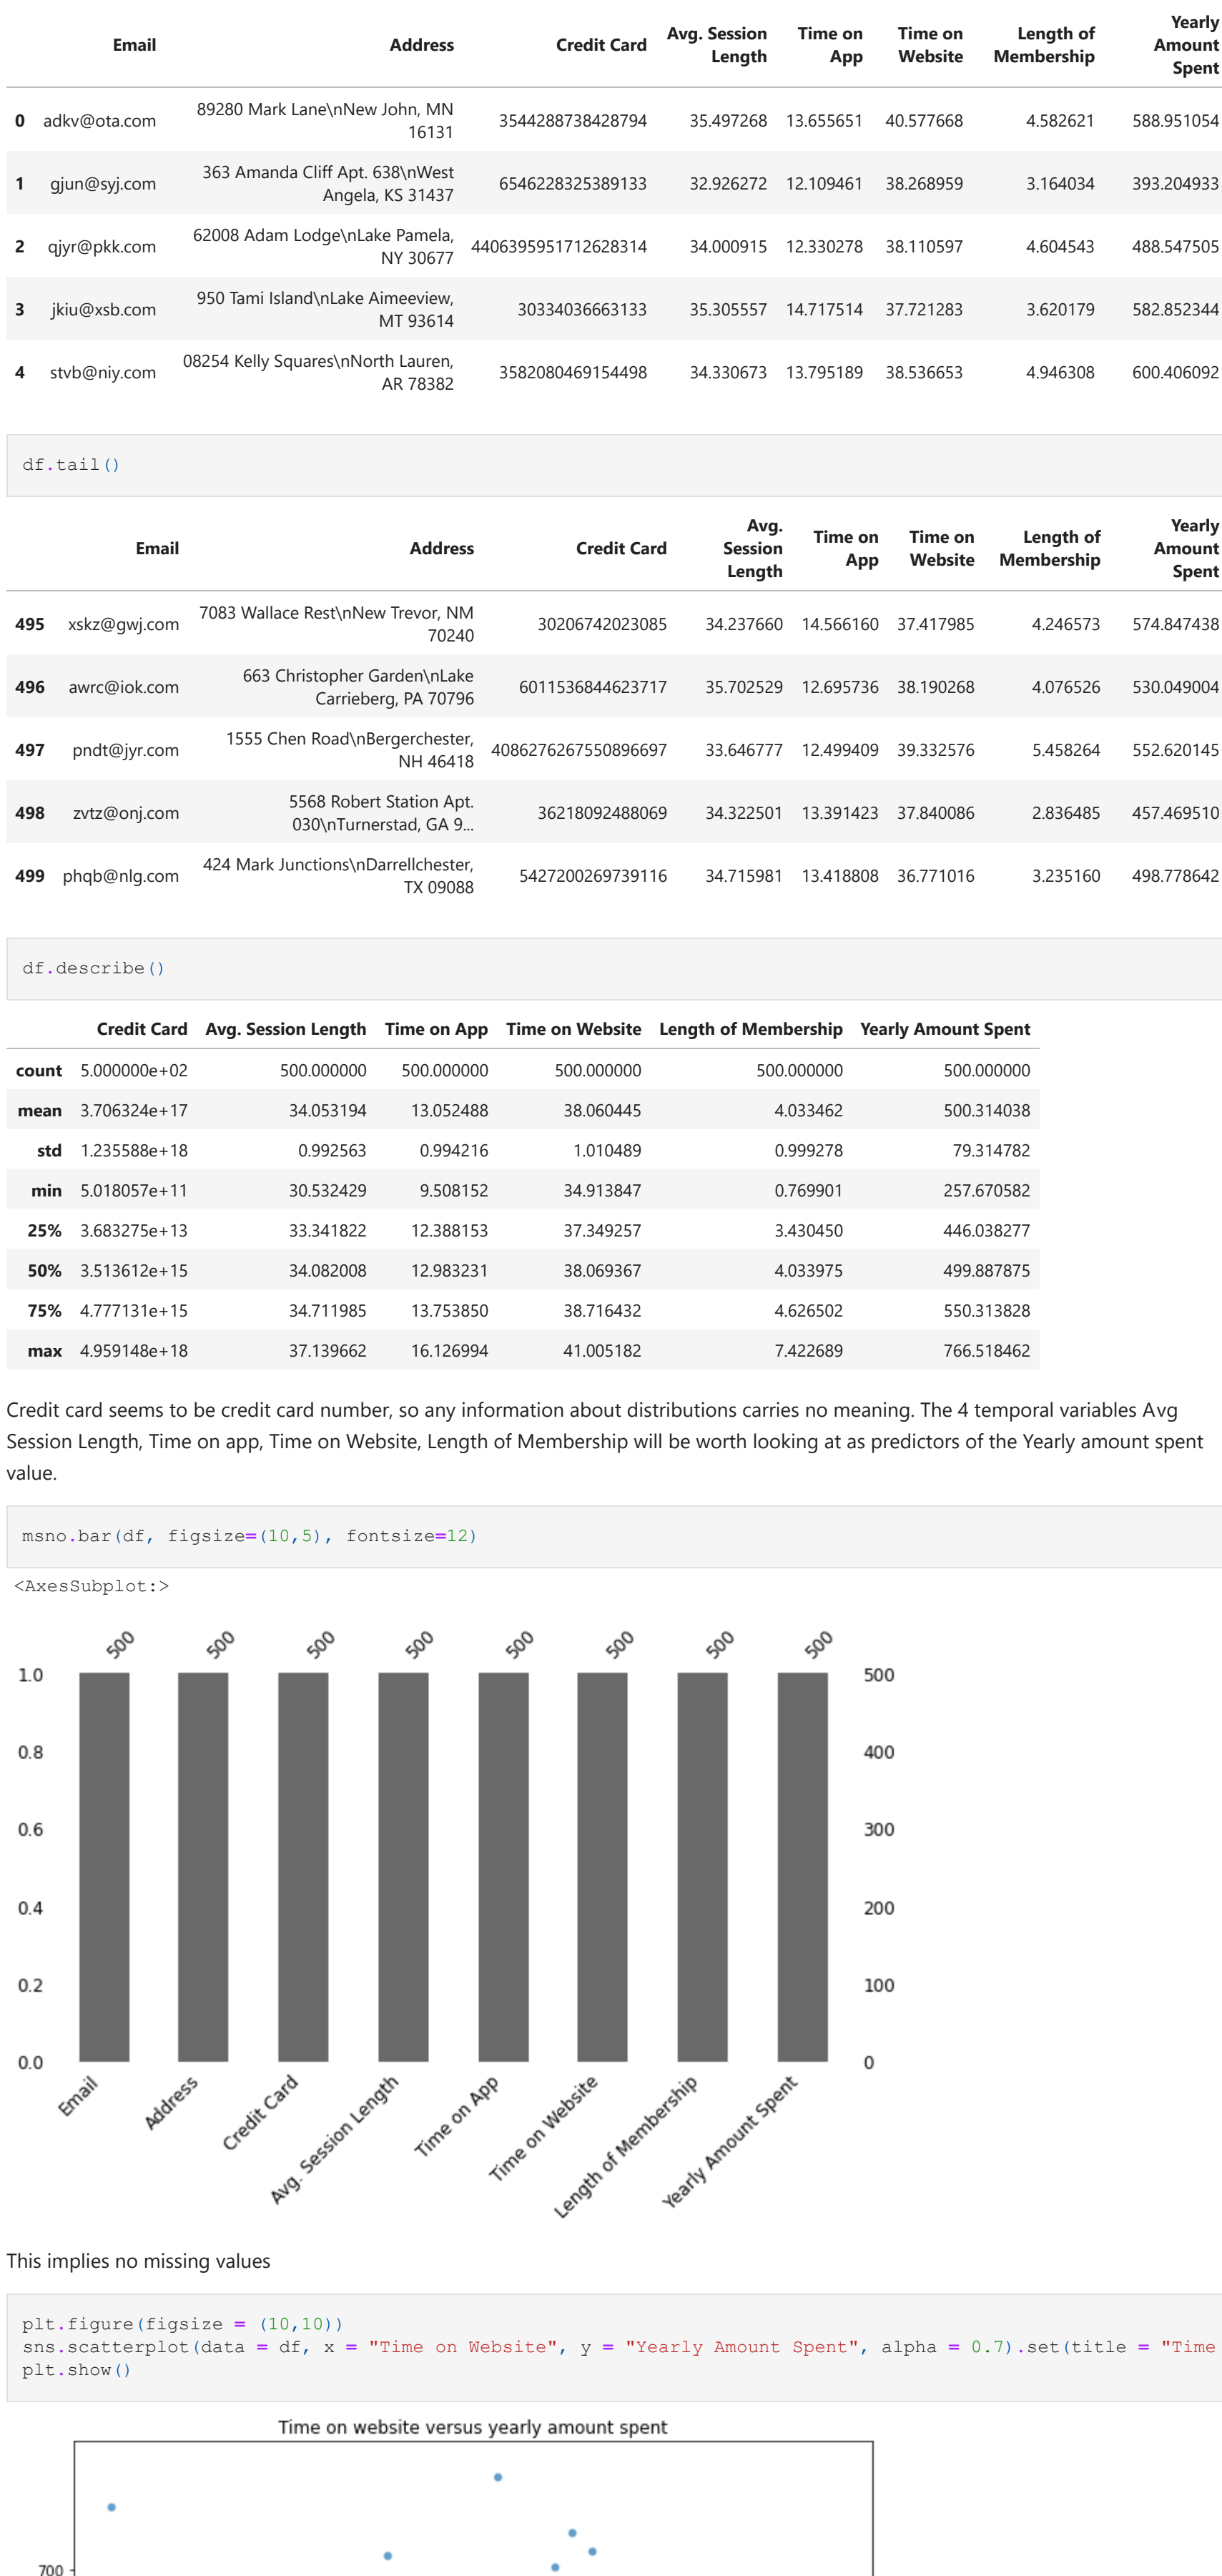 Email Address Credit Card Avg. Session Length Time on App Time on Website Length of Membership Yearly Amount Spent
0 adkv@ota.com 89280 Mark Lane\nNew John, MN 16131 3544288738428794 35.497268 13.655651 40.577668 4.582621 588.951054
1 gjun@syj.com 363 Amanda Cliff Apt. 638\nWest Angela, KS 31437 6546228325389133 32.926272 12.109461 38.268959 3.164034 393.204933
2 qjyr@pkk.com 62008 Adam Lodge\nLake Pamela, NY 30677 4406395951712628314 34.000915 12.330278 38.110597 4.604543 488.547505
3 jkiu@xsb.com 950 Tami Island\nLake Aimeeview, MT 93614 30334036663133 35.305557 14.717514 37.721283 3.620179 582.852344
4 stvb@niy.com 08254 Kelly Squares\nNorth Lauren, AR 78382 3582080469154498 34.330673 13.795189 38.536653 4.946308 600.406092
df.tail()
Email Address Credit Card Avg. Session Length Time on App Time on Website Length of Membership Yearly Amount Spent
495 xskz@gwj.com 7083 Wallace Rest\nNew Trevor, NM 70240 30206742023085 34.237660 14.566160 37.417985 4.246573 574.847438
496 awrc@iok.com 663 Christopher Garden\nLake Carrieberg, PA 70796 6011536844623717 35.702529 12.695736 38.190268 4.076526 530.049004
497 pndt@jyr.com 1555 Chen Road\nBergerchester, NH 46418 4086276267550896697 33.646777 12.499409 39.332576 5.458264 552.620145
498 zvtz@onj.com 5568 Robert Station Apt. 030\nTurnerstad, GA 9... 36218092488069 34.322501 13.391423 37.840086 2.836485 457.469510
499 phqb@nlg.com 424 Mark Junctions\nDarrellchester, TX 09088 5427200269739116 34.715981 13.418808 36.771016 3.235160 498.778642
df.describe()
Credit Card Avg. Session Length Time on App Time on Website Length of Membership Yearly Amount Spent
count 5.000000e+02 500.000000 500.000000 500.000000 500.000000 500.000000
mean 3.706324e+17 34.053194 13.052488 38.060445 4.033462 500.314038
std 1.235588e+18 0.992563 0.994216 1.010489 0.999278 79.314782
min 5.018057e+11 30.532429 9.508152 34.913847 0.769901 257.670582
25% 3.683275e+13 33.341822 12.388153 37.349257 3.430450 446.038277
50% 3.513612e+15 34.082008 12.983231 38.069367 4.033975 499.887875
75% 4.777131e+15 34.711985 13.753850 38.716432 4.626502 550.313828
max 4.959148e+18 37.139662 16.126994 41.005182 7.422689 766.518462
Credit card seems to be credit card number, so any information about distributions carries no meaning. The 4 temporal variables Avg
Session Length, Time on app, Time on Website, Length of Membership will be worth looking at as predictors of the Yearly amount spent
value.
msno.bar(df, figsize=(10,5), fontsize=12)
<AxesSubplot:>
500 500 500 500 500 500 500 500
1.0 500
0.8 400
0.6 300
0.4 200
0.2 100
0.0 0
Email Address Credit Card Avg. Session Length Time on App Time on Website Length of Membership Yearly Amount Spent
This implies no missing values
plt.figure(figsize = (10,10))
sns.scatterplot(data = df, x = "Time on Website", y = "Yearly Amount Spent", alpha = 0.7).set(title = "Time
plt.show()
Time on website versus yearly amount spent
700